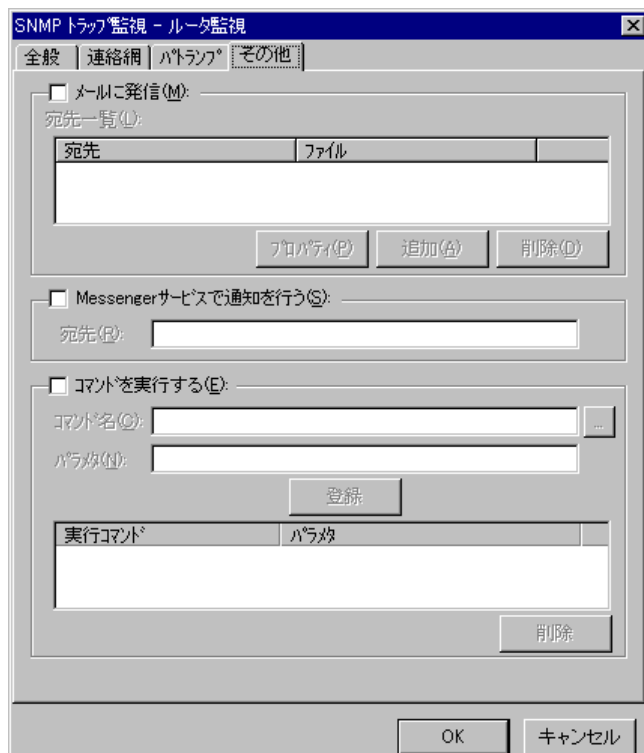 SNMP トラップ監視 - ルータ監視
全般 連絡網 パトランプ その他
メールに発信(M):
宛先一覧(L):
宛先 ファイル
プロパティ(P) 追加(A) 削除(D)
Messengerサービスで通知を行う(S):
宛先(R):
コマンドを実行する(E):
コマンド名(C): ...
パラメタ(N):
登録
実行コマンド パラメタ
削除
OK キャンセル